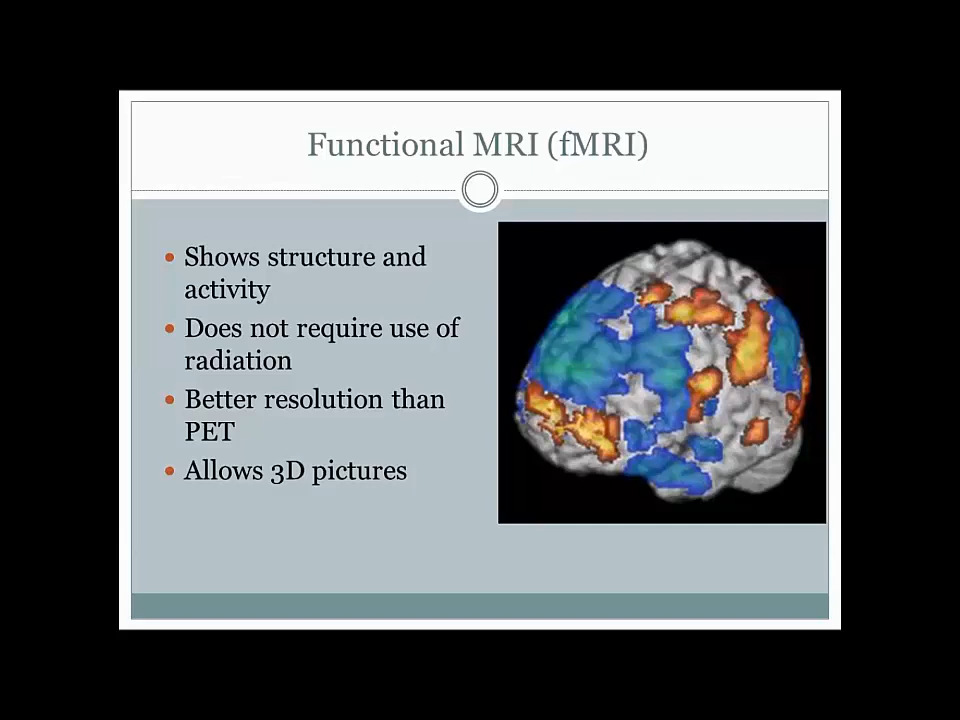 Functional MRI (fMRI)
• Shows structure and
activity
• Does not require use of
radiation
• Better resolution than
PET
• Allows 3D pictures